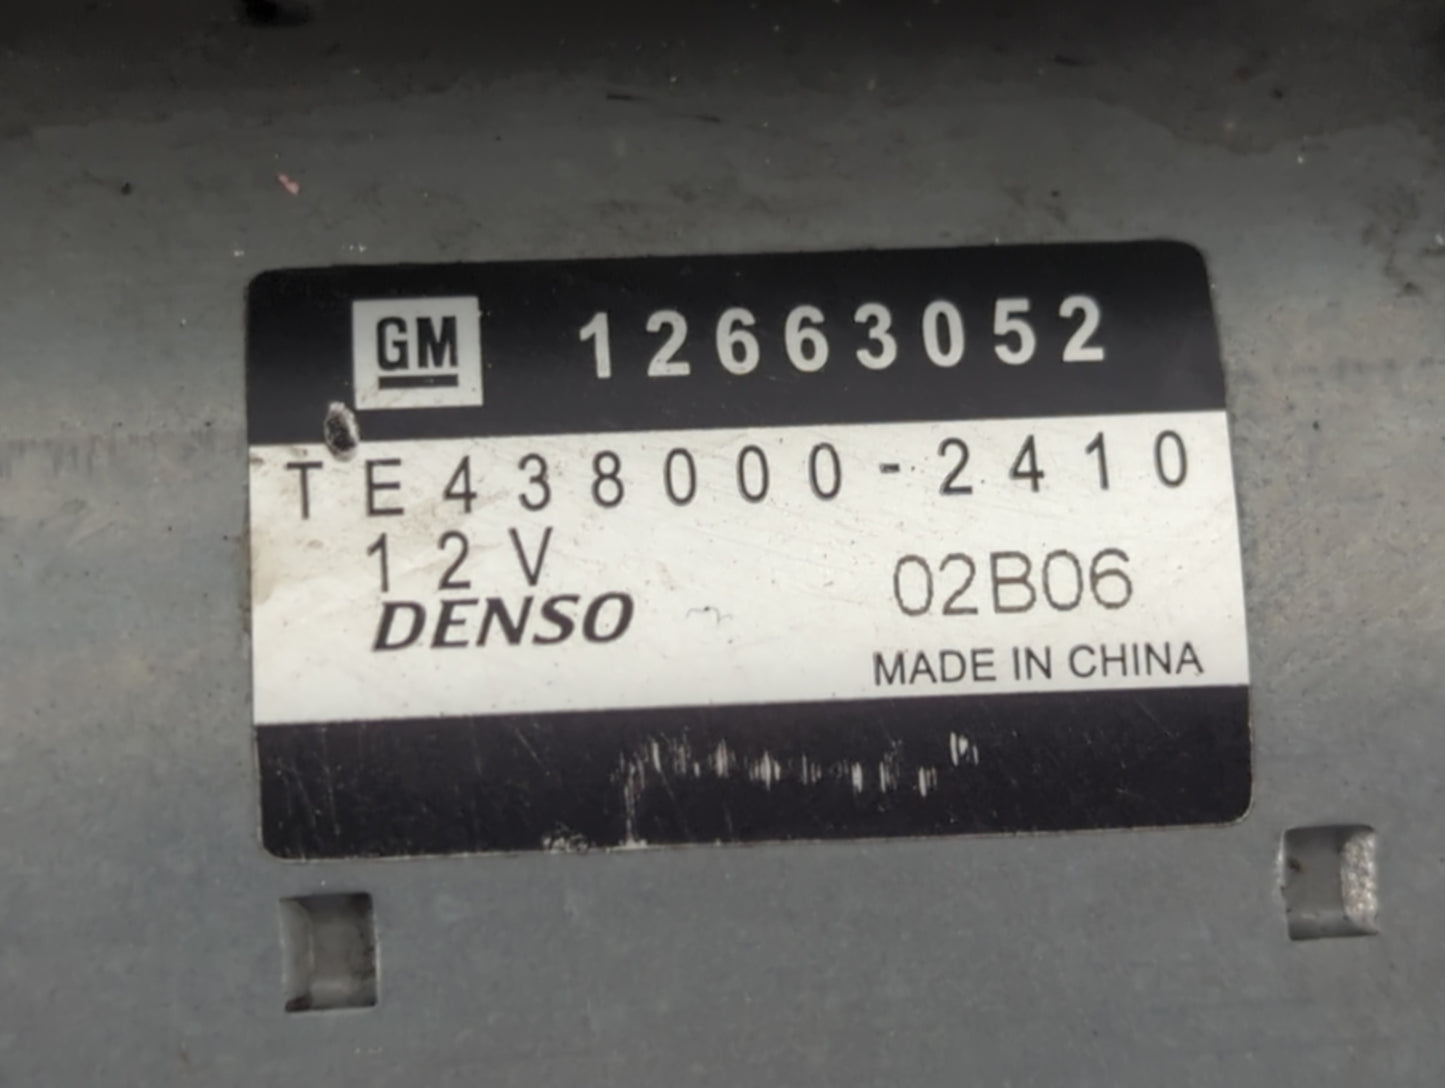 GM 12663052
TE438000-2410
12V
DENSO
02B06
MADE IN CHINA